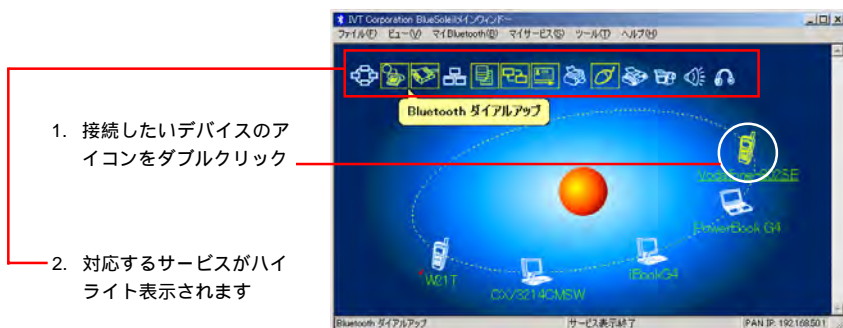 IVT Corporation BlueSoleilメインウィンドー
ファイル(F) ビュー(V) マイBluetooth(B) マイサービス(S) ツール(T) ヘルプ(H)
Bluetooth ダイアルアップ
1. 接続したいデバイスのア
イコンをダブルクリック
PowerBook G4
2. 対応するサービスがハイ
ライト表示されます
*W21T
CX/3214CMSW
iBookG4
Bluetooth ダイアルアップ
サービス表示終了
PAN IP: 192.168.50.1